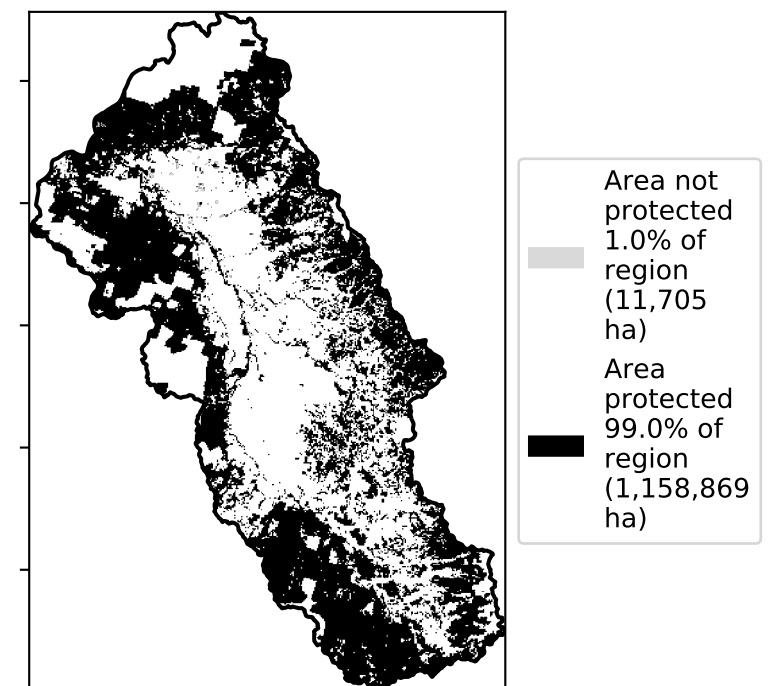 Area not
protected
1.0% of
region
(11,705
ha)
Area
protected
99.0% of
region
(1,158,869
ha)